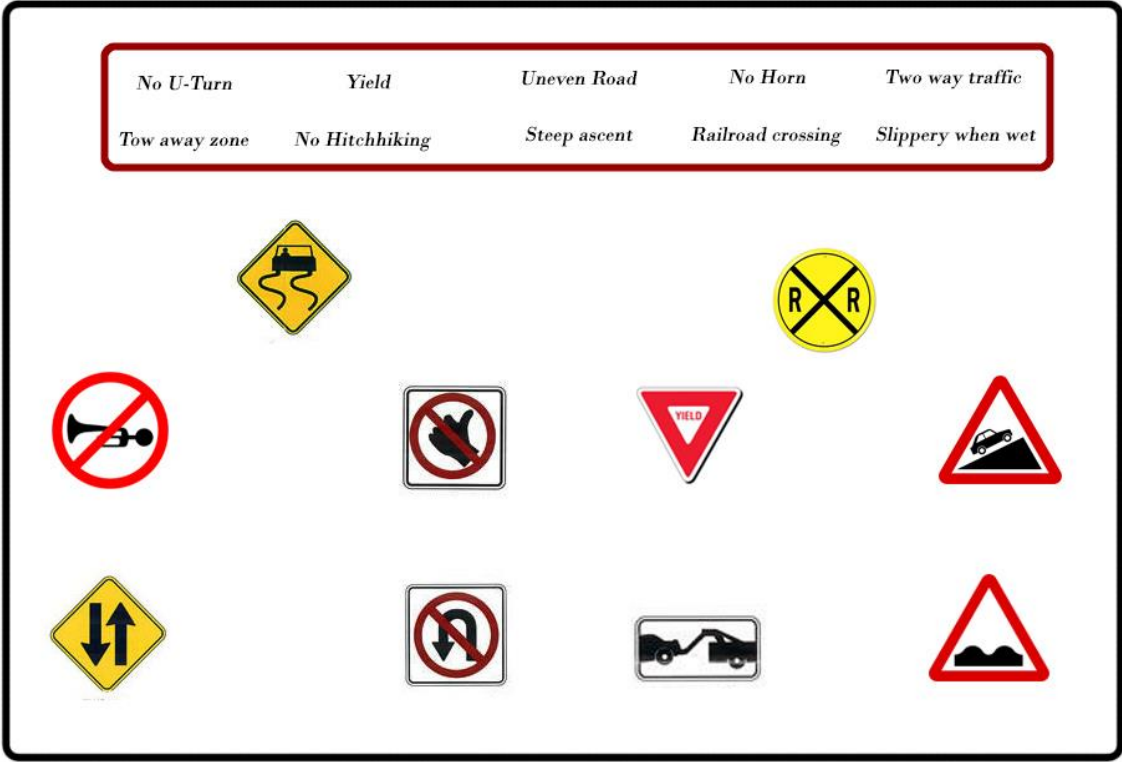 No U-Turn Yield Uneven Road No Horn Two way traffic
Tow away zone No Hitchhiking Steep ascent Railroad crossing Slippery when wet
R R
YIELD